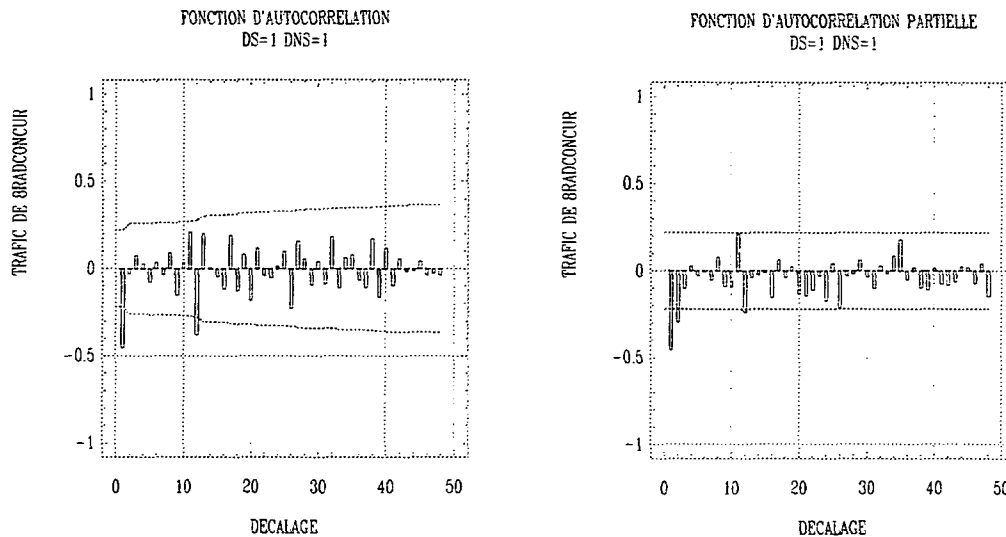 FONCTION D'AUTOCORRELATION
DS=1 DNS=1
TRAFIC DE 8RADCONCUR
1
0.5
0
-0.5
-1
0 10 20 30 40 50
DECALAGE
FONCTION D'AUTOCORRELATION PARTIELLE
DS=1 DNS=1
TRAFIC DE 8RADCONCUR
1
0.5
0
-0.5
-1
0 10 20 30 40 50
DECALAGE